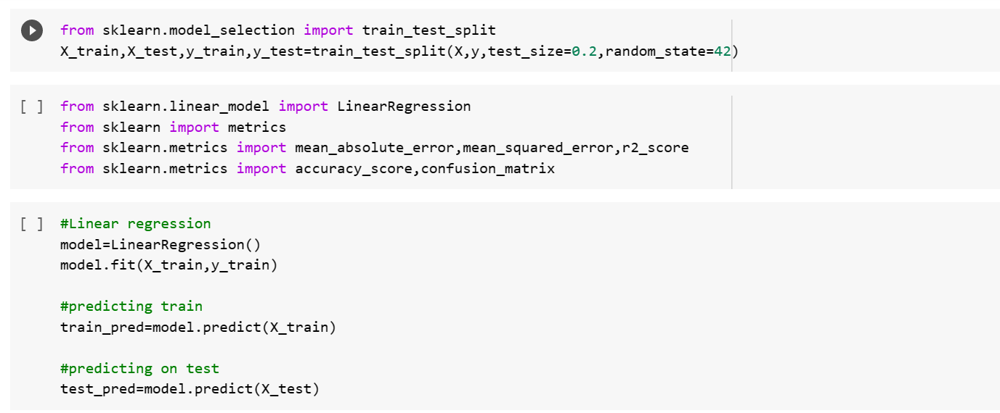 from sklearn.model_selection import train_test_split
X_train,X_test,y_train,y_test=train_test_split(X,y,test_size=0.2,random_state=42)
[ ] from sklearn.linear_model import LinearRegression
from sklearn import metrics
from sklearn.metrics import mean_absolute_error,mean_squared_error,r2_score
from sklearn.metrics import accuracy_score,confusion_matrix
[ ] #Linear regression
model=LinearRegression()
model.fit(X_train,y_train)
#predicting train
train_pred=model.predict(X_train)
#predicting on test
test_pred=model.predict(X_test)